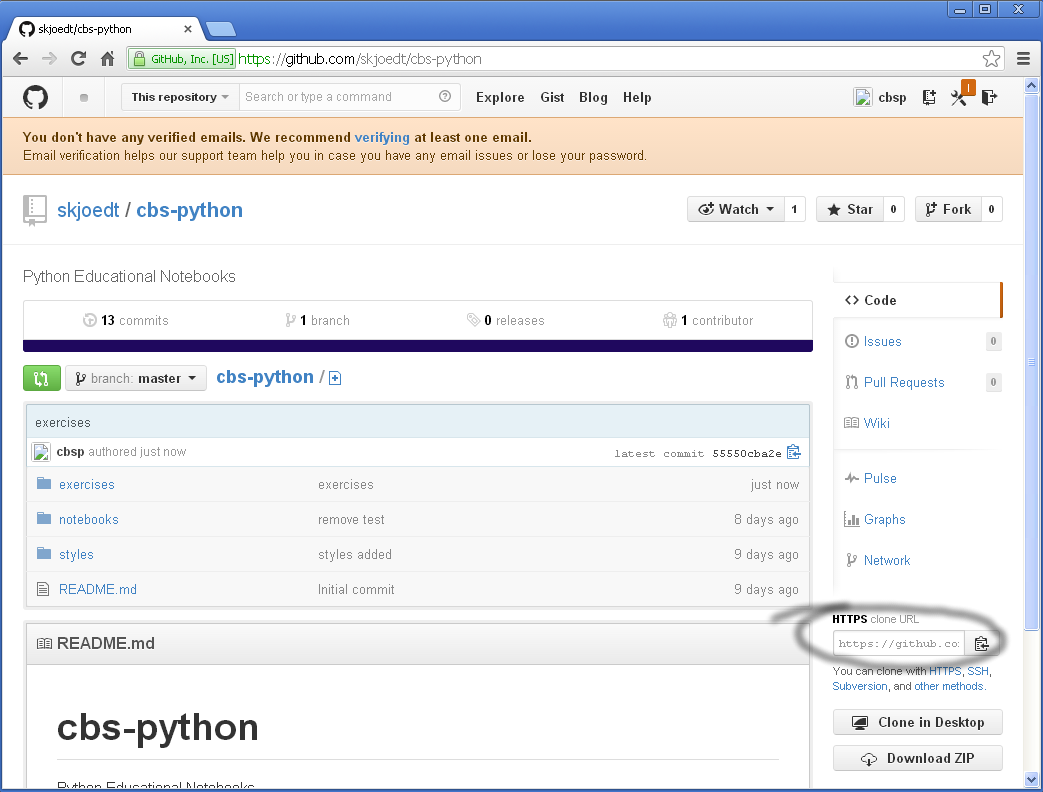 skjoedt/cbs-python
GitHub, Inc. [US] https://github.com/skjoedt/cbs-python
This repository Search or type a command Explore Gist Blog Help cbsp
You don't have any verified emails. We recommend verifying at least one email.
Email verification helps our support team help you in case you have any email issues or lose your password.
skjoedt / cbs-python Watch 1 Star 0 Fork 0
Python Educational Notebooks
13 commits 1 branch 0 releases 1 contributor
branch: master cbs-python /
exercises
cbsp authored just now latest commit 55550cba2e
exercises exercises just now
notebooks remove test 8 days ago
styles styles added 9 days ago
README.md Initial commit 9 days ago
README.md
cbs-python
Python Educational Notebooks
Code
Issues 0
Pull Requests 0
Wiki
Pulse
Graphs
Network
HTTPS clone URL
https://github.co
You can clone with HTTPS, SSH,
Subversion, and other methods.
Clone in Desktop
Download ZIP